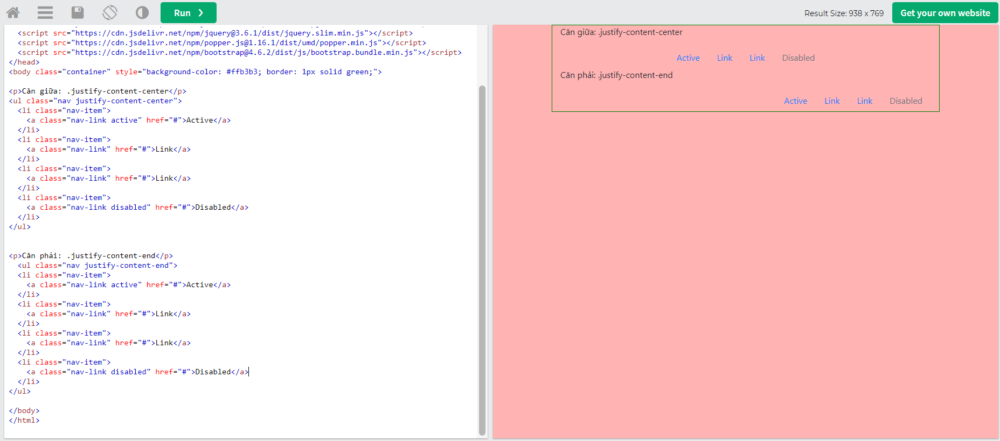 Run ❯
Result Size: 938 x 769
Get your own website
<script src="https://cdn.jsdelivr.net/npm/jquery@3.6.1/dist/jquery.slim.min.js"></script>
<script src="https://cdn.jsdelivr.net/npm/popper.js@1.16.1/dist/umd/popper.min.js"></script>
<script src="https://cdn.jsdelivr.net/npm/bootstrap@4.6.2/dist/js/bootstrap.bundle.min.js"></script>
</head>
<body class="container" style="background-color: #ffb3b3; border: 1px solid green;">
<p>Căn giữa: .justify-content-center</p>
<ul class="nav justify-content-center">
<li class="nav-item">
<a class="nav-link active" href="#">Active</a>
</li>
<li class="nav-item">
<a class="nav-link" href="#">Link</a>
</li>
<li class="nav-item">
<a class="nav-link" href="#">Link</a>
</li>
<li class="nav-item">
<a class="nav-link disabled" href="#">Disabled</a>
</li>
</ul>
<p>Căn phải: .justify-content-end</p>
<ul class="nav justify-content-end">
<li class="nav-item">
<a class="nav-link active" href="#">Active</a>
</li>
<li class="nav-item">
<a class="nav-link" href="#">Link</a>
</li>
<li class="nav-item">
<a class="nav-link" href="#">Link</a>
</li>
<li class="nav-item">
<a class="nav-link disabled" href="#">Disabled</a>
</li>
</ul>
</body>
</html>
Căn giữa: .justify-content-center
Active Link Link Disabled
Căn phải: .justify-content-end
Active Link Link Disabled